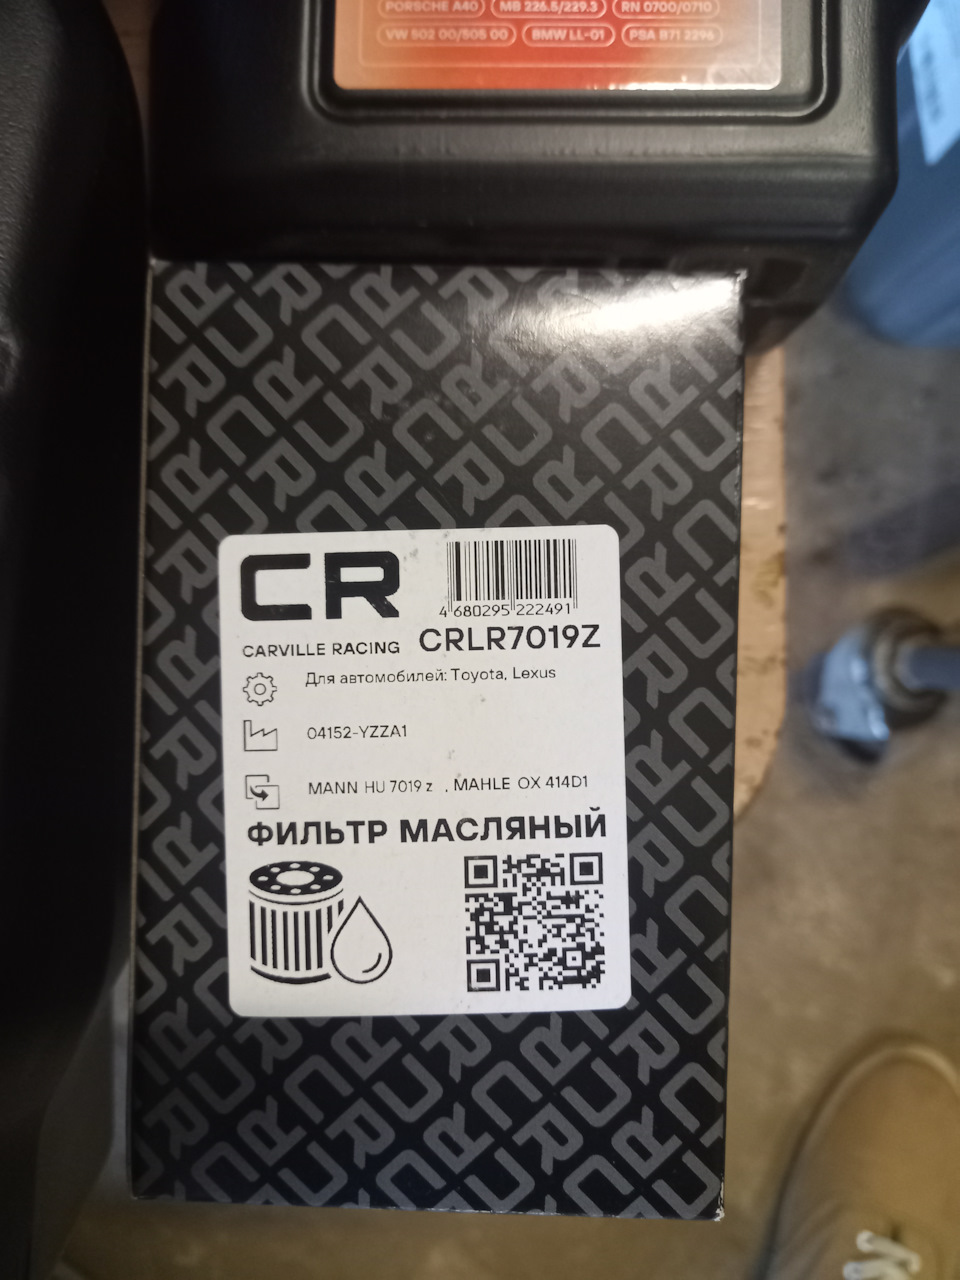 PORSCHE A40 MB 226.5/229.3 RN 0700/0710
VW 502 00/505 00 BMW LL-01 PSA B71 2296
CR
4 680295 222491
CARVILLE RACING CRLR7019Z
Для автомобилей: Toyota, Lexus
04152-YZZA1
MANN HU 7019 z , MAHLE OX 414D1
ФИЛЬТР МАСЛЯНЫЙ